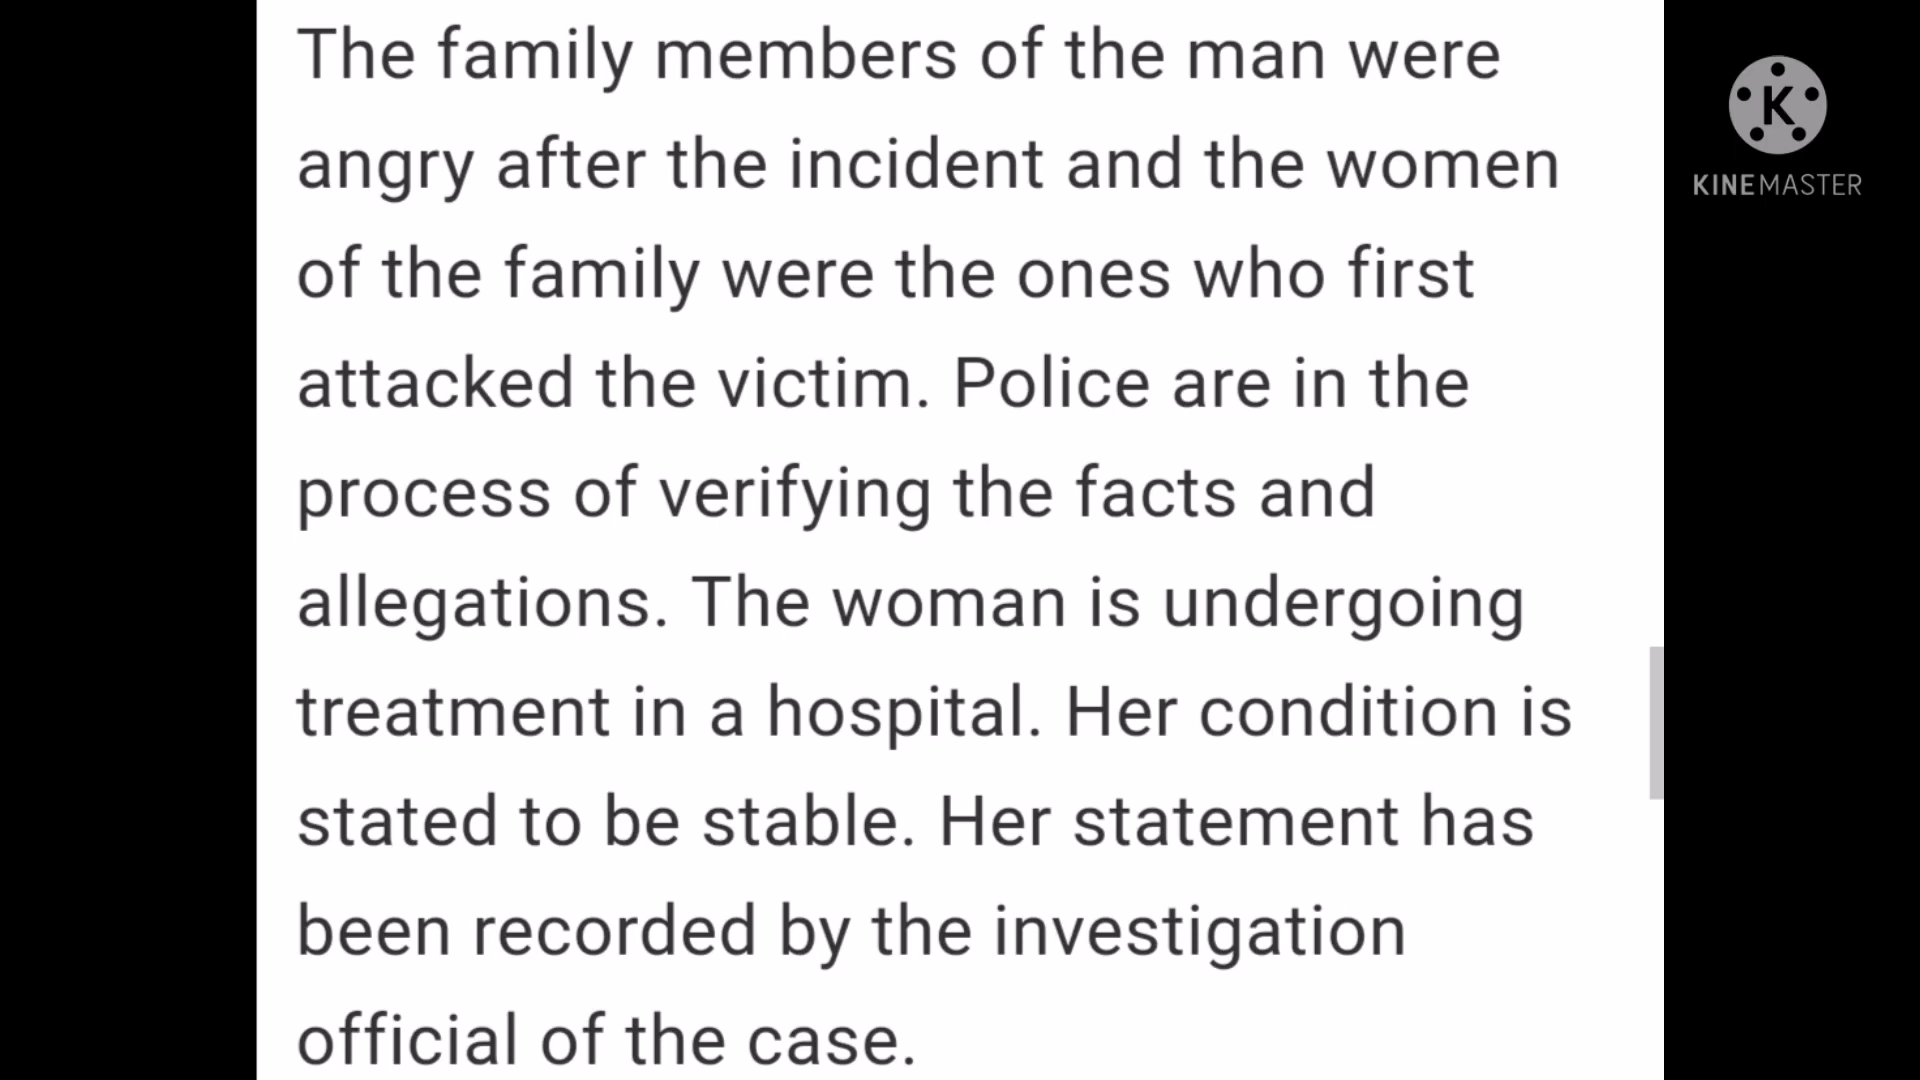 The family members of the man were
angry after the incident and the women
of the family were the ones who first
attacked the victim. Police are in the
process of verifying the facts and
allegations. The woman is undergoing
treatment in a hospital. Her condition is
stated to be stable. Her statement has
been recorded by the investigation
official of the case.
K
KINEMASTER